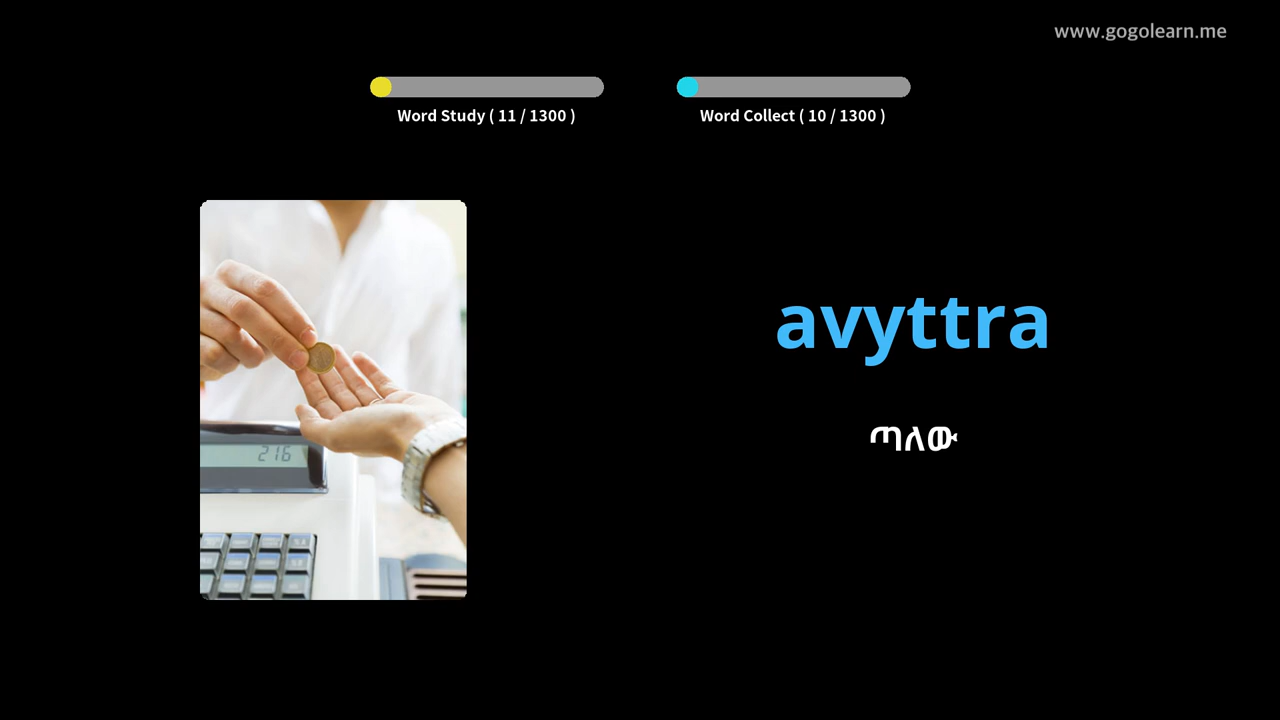 www.gogolearn.me
Word Study ( 11 / 1300 )
Word Collect ( 10 / 1300 )
216
avyttra
ጣለው